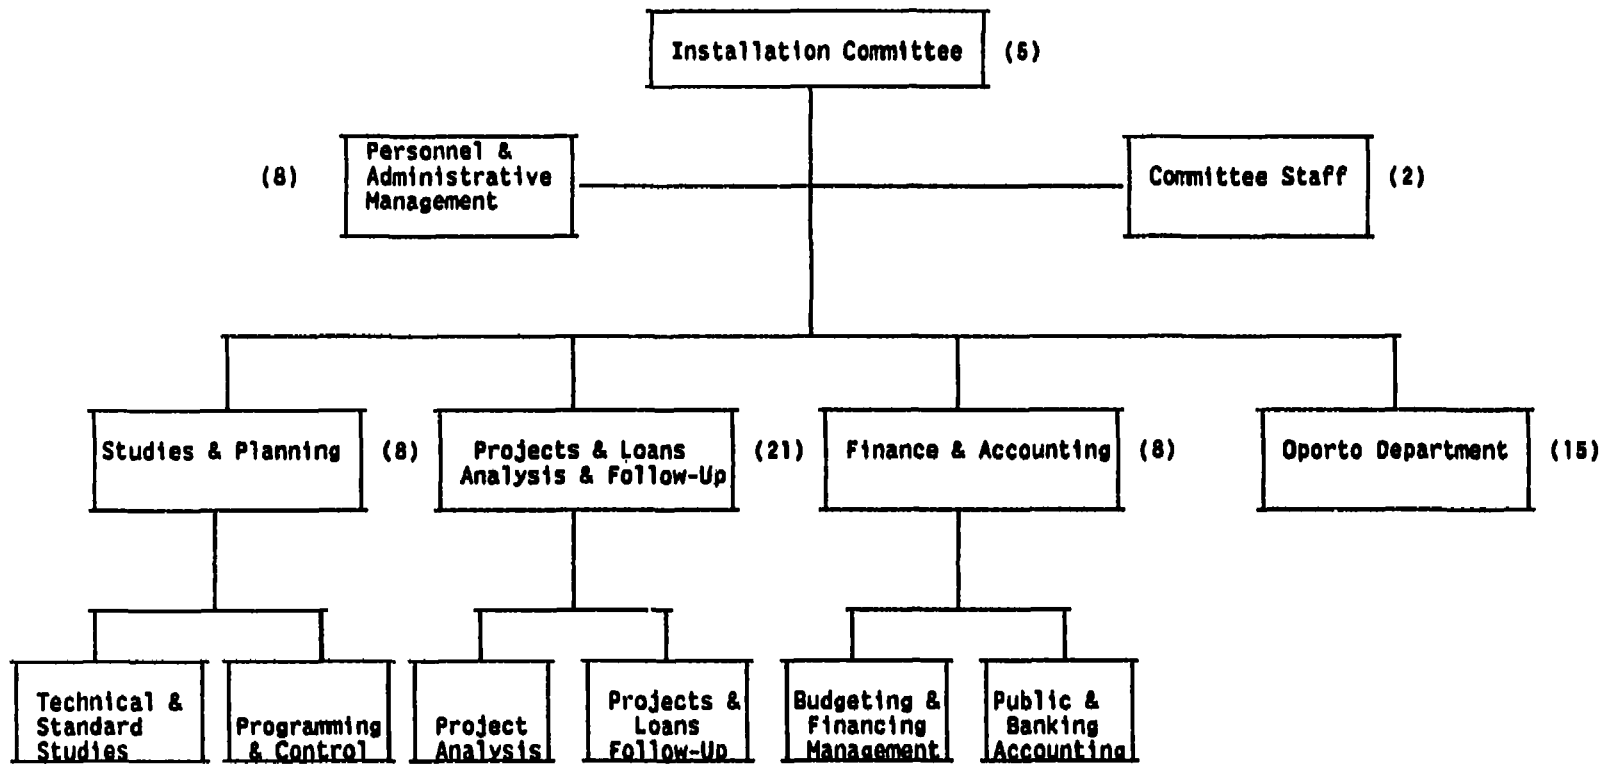 Installation Committee (5)
(8) Personnel &
Administrative
Management
Committee Staff (2)
Studies & Planning (8)
Projects & Loans
Analysis & Follow-Up
(21)
Finance & Accounting (8)
Oporto Department (15)
Technical &
Standard
Studies
Programming
& Control
Project
Analysis
Projects &
Loans
Follow-Up
Budgeting &
Financing
Management
Public &
Banking
Accounting